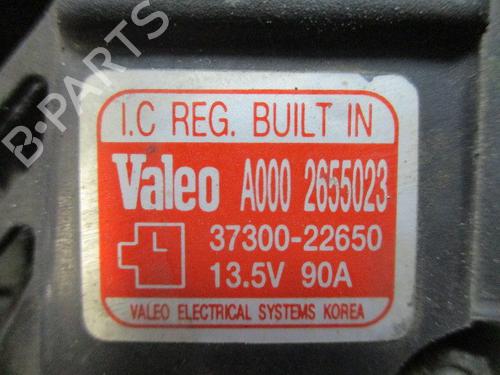 B-PARTS
I.C REG. BUILT IN
Valeo A000 2655023
L
37300-22650
13.5V 90A
VALEO ELECTRICAL SYSTEMS KOREA